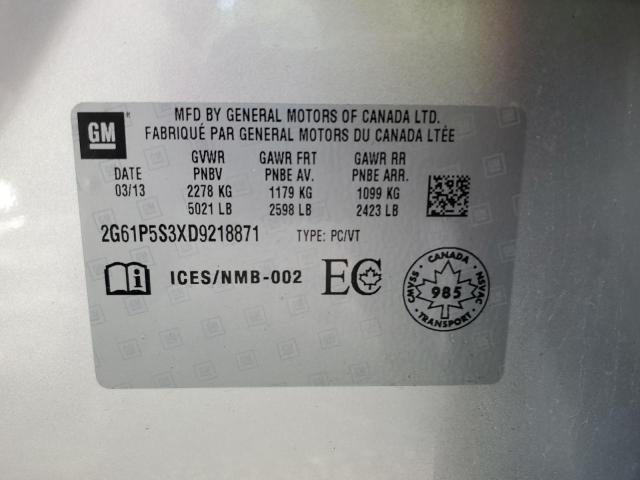 GM
MFD BY GENERAL MOTORS OF CANADA LTD.
FABRIQUÉ PAR GENERAL MOTORS DU CANADA LTÉE
GVWR GAWR FRT GAWR RR
DATE PNBV PNBE AV. PNBE ARR.
03/13 2278 KG 1179 KG 1099 KG
5021 LB 2598 LB 2423 LB
2G61P5S3XD9218871 TYPE: PC/VT
ICES/NMB-002 EC
CANADA
CMVSS 985 NSVAC
TRANSPORT